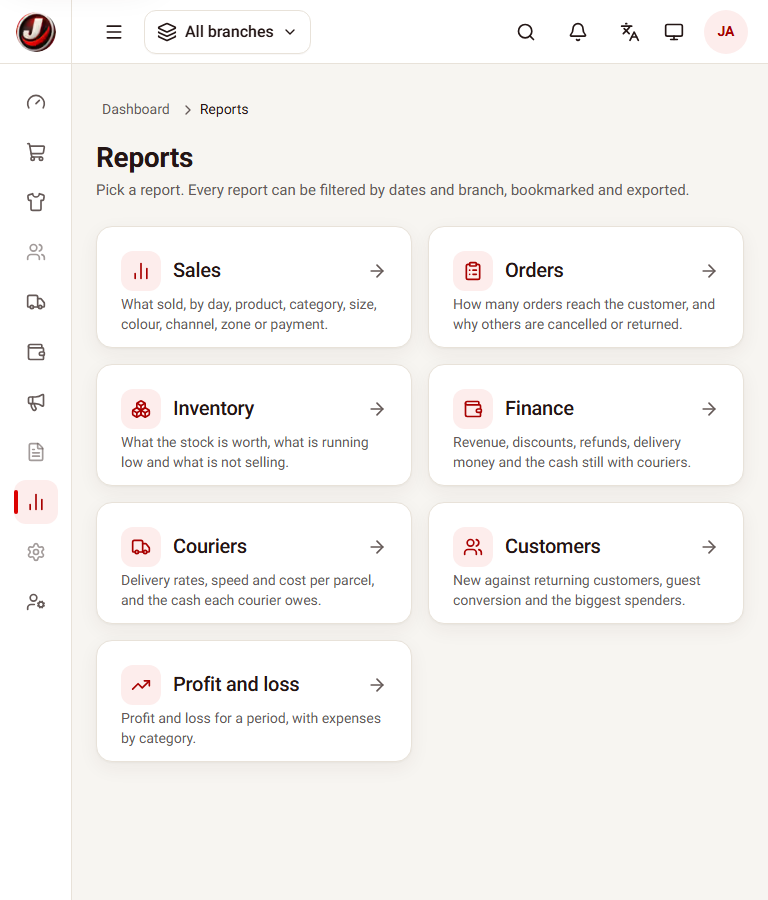 J
All branches
JA
Dashboard
Reports
Reports
Pick a report. Every report can be filtered by dates and branch, bookmarked and exported.
Sales
What sold, by day, product, category, size,
colour, channel, zone or payment.
Orders
How many orders reach the customer, and
why others are cancelled or returned.
Inventory
What the stock is worth, what is running
low and what is not selling.
Finance
Revenue, discounts, refunds, delivery
money and the cash still with couriers.
Couriers
Delivery rates, speed and cost per parcel,
and the cash each courier owes.
Customers
New against returning customers, guest
conversion and the biggest spenders.
Profit and loss
Profit and loss for a period, with expenses
by category.